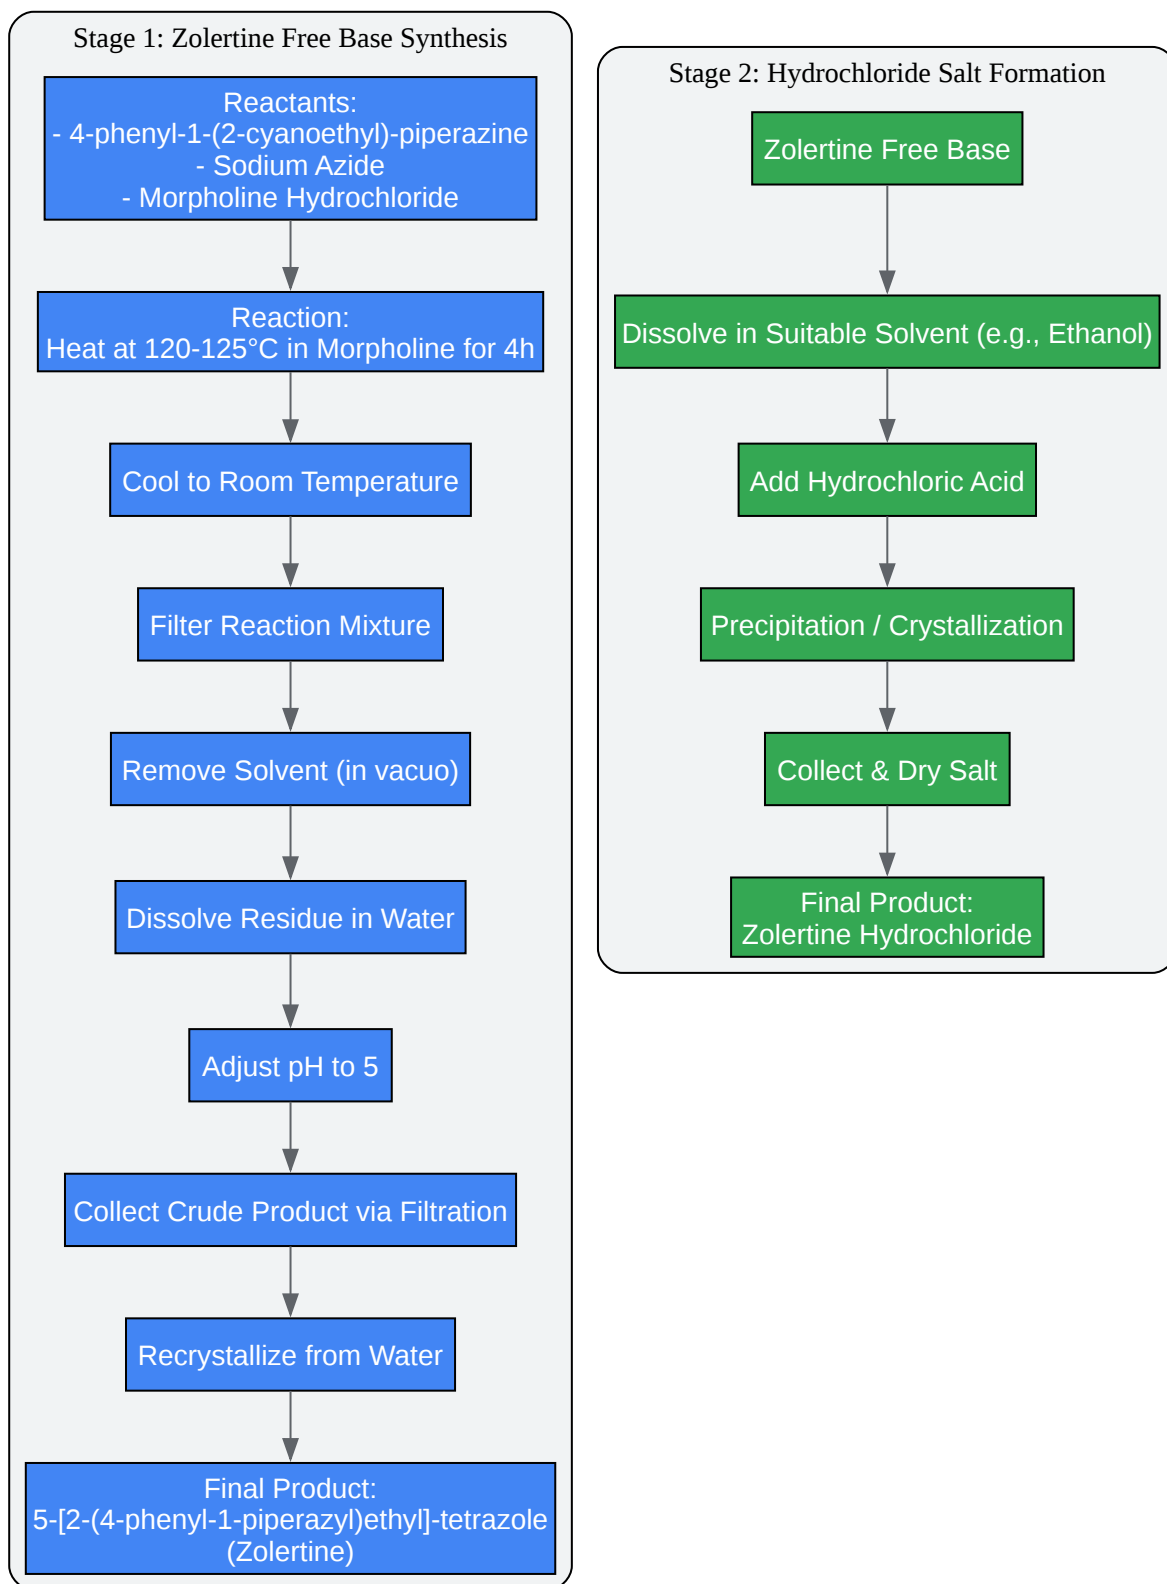 Stage 1: Zolertine Free Base Synthesis
Reactants:
- 4-phenyl-1-(2-cyanoethyl)-piperazine
- Sodium Azide
- Morpholine Hydrochloride
Reaction:
Heat at 120-125°C in Morpholine for 4h
Cool to Room Temperature
Filter Reaction Mixture
Remove Solvent (in vacuo)
Dissolve Residue in Water
Adjust pH to 5
Collect Crude Product via Filtration
Recrystallize from Water
Final Product:
5-[2-(4-phenyl-1-piperazyl)ethyl]-tetrazole
(Zolertine)
Stage 2: Hydrochloride Salt Formation
Zolertine Free Base
Dissolve in Suitable Solvent (e.g., Ethanol)
Add Hydrochloric Acid
Precipitation / Crystallization
Collect & Dry Salt
Final Product:
Zolertine Hydrochloride